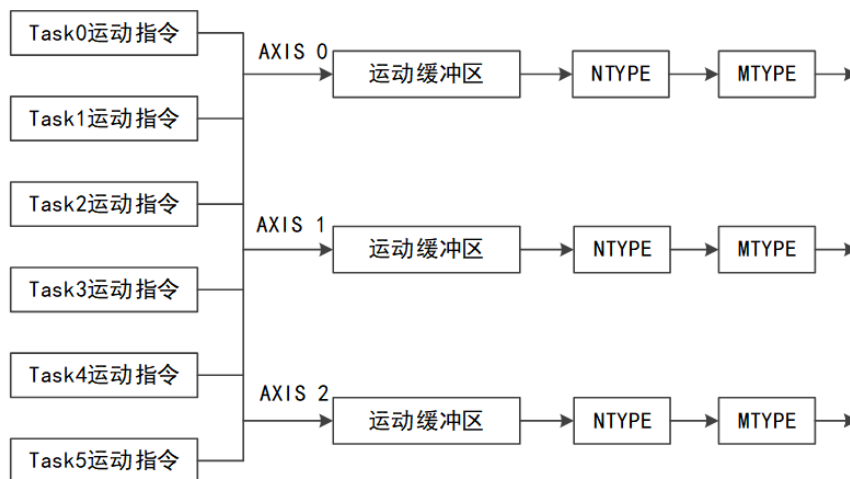 Task0运动指令
AXIS 0
运动缓冲区
NTYPE
MTYPE
Task1运动指令
Task2运动指令
AXIS 1
运动缓冲区
NTYPE
MTYPE
Task3运动指令
Task4运动指令
AXIS 2
运动缓冲区
NTYPE
MTYPE
Task5运动指令